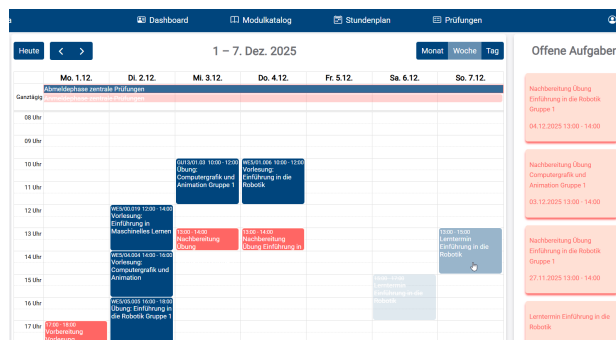 Dashboard
Modulkatalog
Stundenplan
Prüfungen
Heute
1 – 7. Dez. 2025
Monat Woche Tag
Offene Aufgaben
Mo. 1.12. Di. 2.12. Mi. 3.12. Do. 4.12. Fr. 5.12. Sa. 6.12. So. 7.12.
Ganztägig
Abmeldephase zentrale Prüfungen
Anmeldephase zentrale Prüfungen
08 Uhr
09 Uhr
10 Uhr
11 Uhr
12 Uhr
13 Uhr
14 Uhr
15 Uhr
16 Uhr
17 Uhr
17:00 - 18:00
Vorbereitung
Vorlesung
WE5/00.019 12:00 - 14:00
Vorlesung:
Einführung in
Maschinelles Lernen
WE5/04.004 14:00 - 16:00
Vorlesung:
Computergrafik und
Animation
WE5/05.005 16:00 - 18:00
Übung: Einführung in
die Robotik Gruppe 1
GU13/01.03 10:00 - 12:00
Übung:
Computergrafik und
Animation Gruppe 1
13:00 - 14:00
Nachbereitung
Übung
WE5/01.006 10:00 - 12:00
Vorlesung:
Einführung in die
Robotik
13:00 - 14:00
Nachbereitung
Übung Einführung in
Lerntermin
Einführung in die
Robotik
13:00 - 15:00
Lerntermin
Einführung in die
Robotik
Nachbereitung Übung
Einführung in die Robotik
Gruppe 1
04.12.2025 13:00 - 14:00
Nachbereitung Übung
Computergrafik und
Animation Gruppe 1
03.12.2025 13:00 - 14:00
Nachbereitung Übung
Einführung in die Robotik
Gruppe 1
27.11.2025 13:00 - 14:00
Lerntermin Einführung in die
Robotik